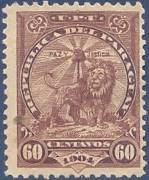 U.P.U.
REPUBLICA DEL PARAGUAY
PAZ Y JUSTICIA
CENTAVOS
60 1904 60